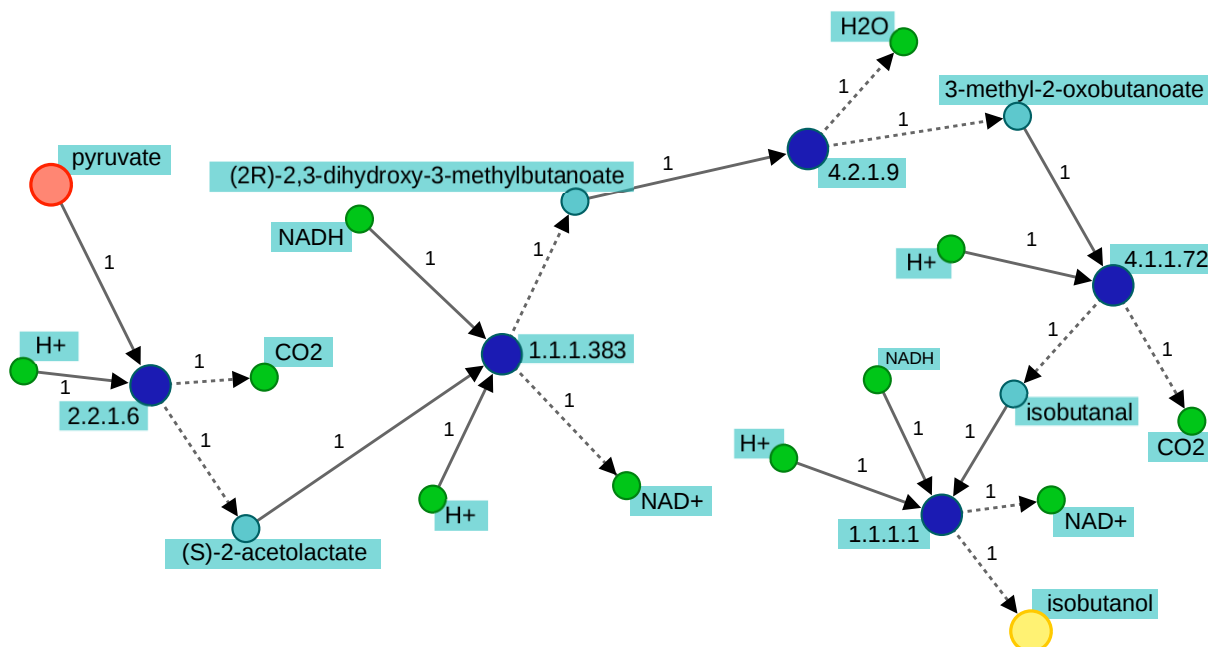 H2O
3-methyl-2-oxobutanoate
1
1
pyruvate
(2R)-2,3-dihydroxy-3-methylbutanoate
1
4.2.1.9
1
NADH
1
1
1
1
H+
4.1.1.72
H+
1
CO2
1
1.1.1.383
1
1
NADH
1
2.2.1.6
1
isobutanal
1
1
1
1
1
H+
1
CO2
H+
NAD+
1
NAD+
1.1.1.1
(S)-2-acetolactate
1
isobutanol